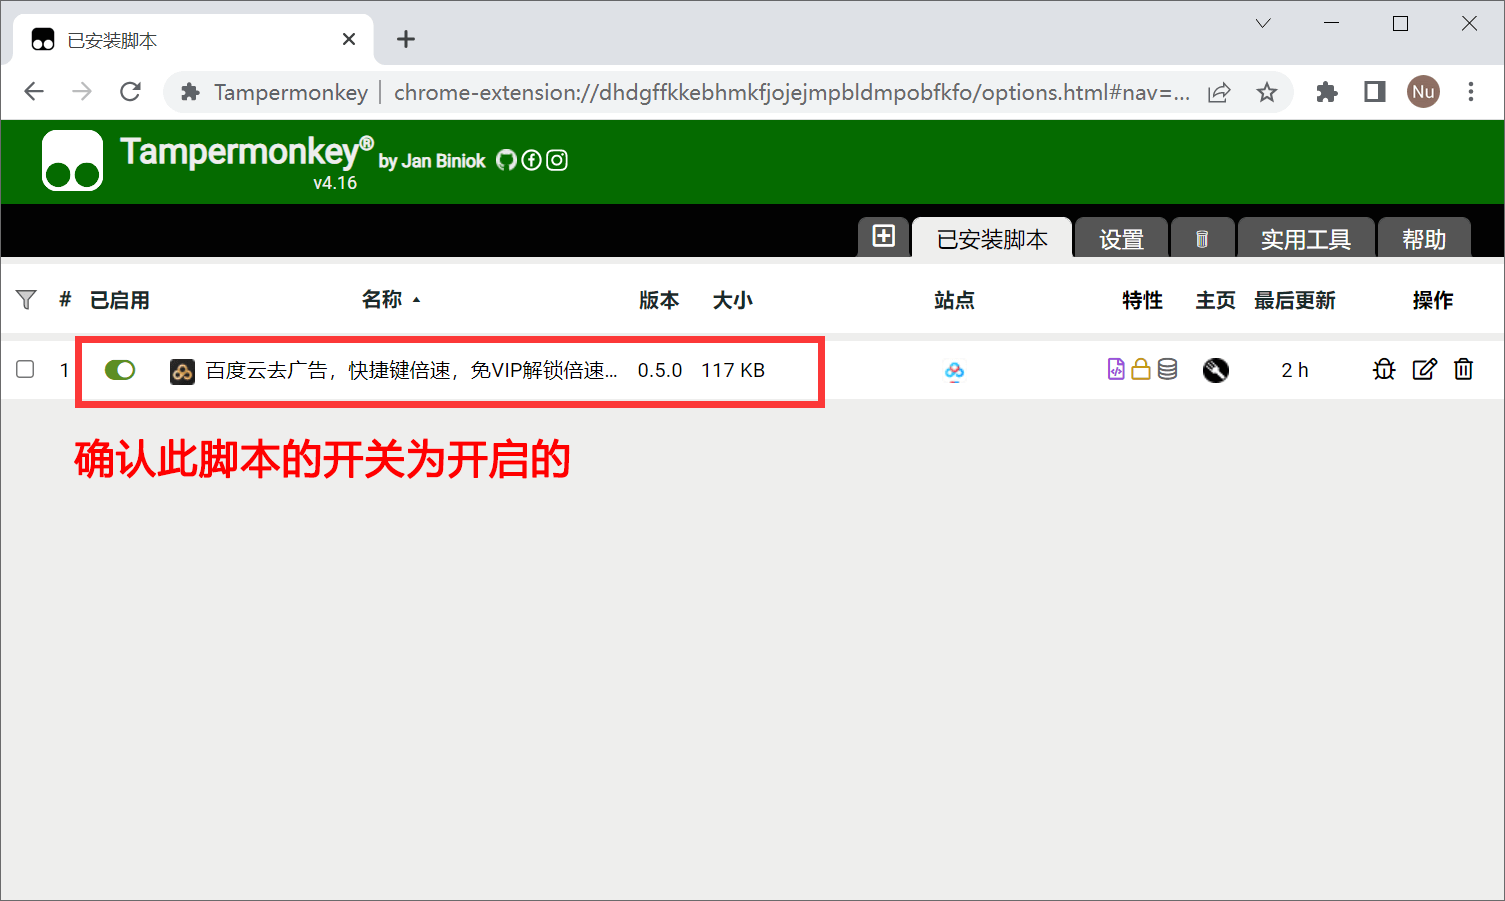 已安装脚本
Tampermonkey | chrome-extension://dhdgffkkebhmkfjojejmpbldmpobfkfo/options.html#nav=...
Nu
Tampermonkey® by Jan Biniok
v4.16
已安装脚本 设置 实用工具 帮助
# 已启用 名称 版本 大小 站点 特性 主页 最后更新 操作
1 百度云去广告，快捷键倍速，免VIP解锁倍速... 0.5.0 117 KB 2 h
确认此脚本的开关为开启的